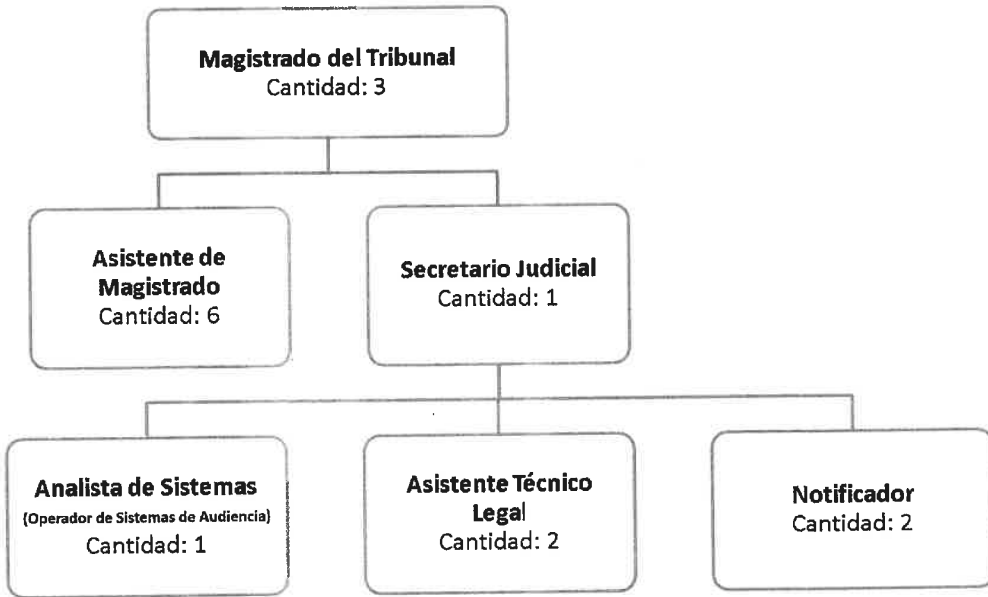 Magistrado del Tribunal
Cantidad: 3
Asistente de
Magistrado
Cantidad: 6
Secretario Judicial
Cantidad: 1
Analista de Sistemas
(Operador de Sistemas de Audiencia)
Cantidad: 1
Asistente Técnico
Legal
Cantidad: 2
Notificador
Cantidad: 2